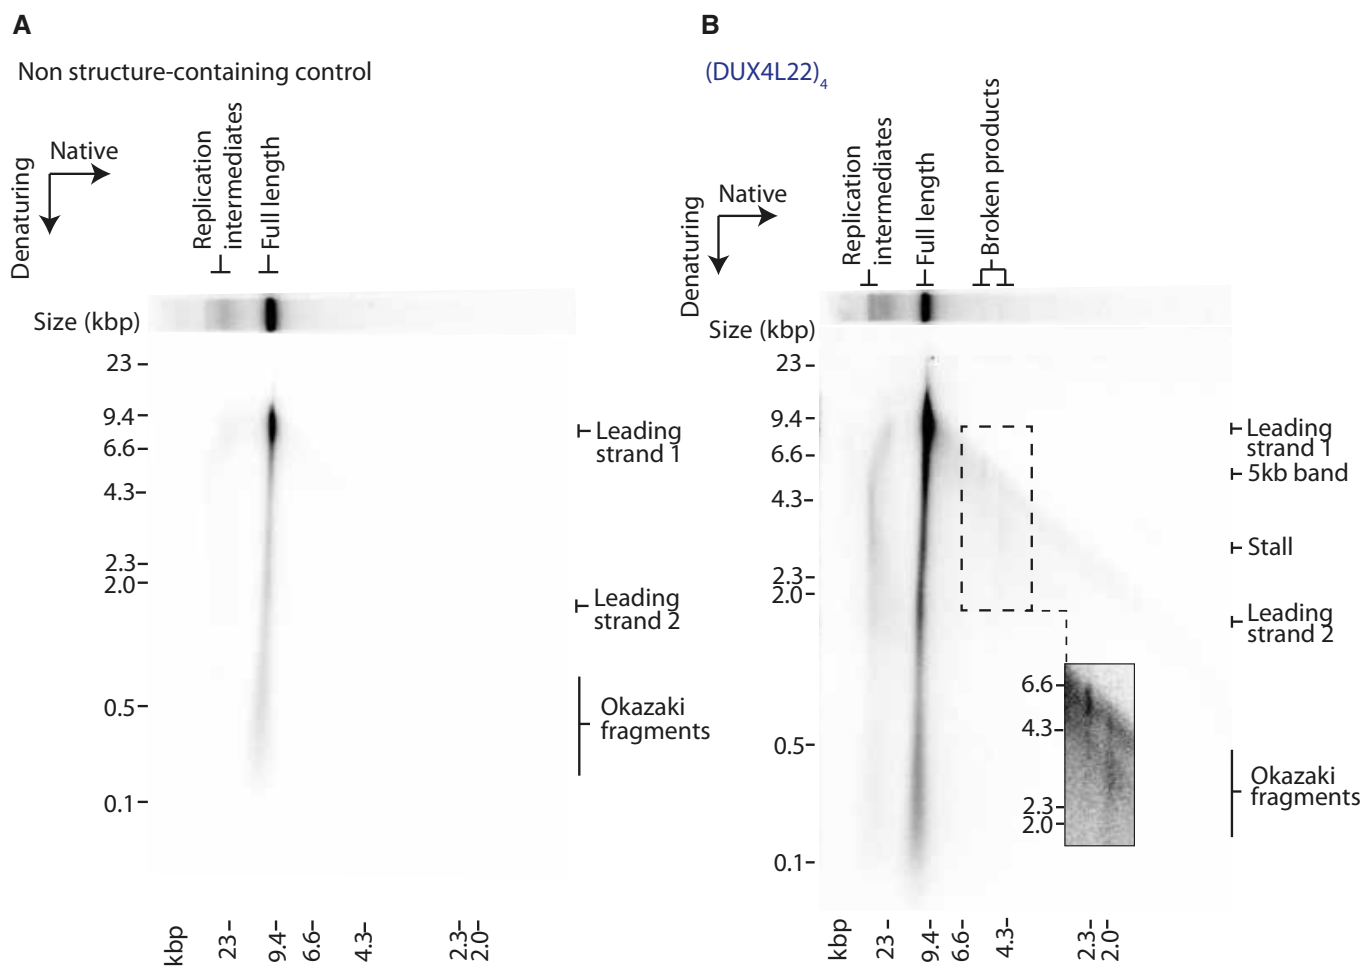 A
Non structure-containing control
Denaturing
Native
Replication
intermediates
Full length
Size (kbp)
23
9.4
6.6
4.3
2.3
2.0
0.5
0.1
Leading
strand 1
Leading
strand 2
Okazaki
fragments
kbp
23
9.4
6.6
4.3
2.3
2.0
B
(DUX4L22)4
Denaturing
Native
Replication
intermediates
Full length
Broken products
Size (kbp)
23
9.4
6.6
4.3
2.3
2.0
0.5
0.1
Leading
strand 1
5kb band
Stall
Leading
strand 2
Okazaki
fragments
6.6
4.3
2.3
2.0
kbp
23
9.4
6.6
4.3
2.3
2.0